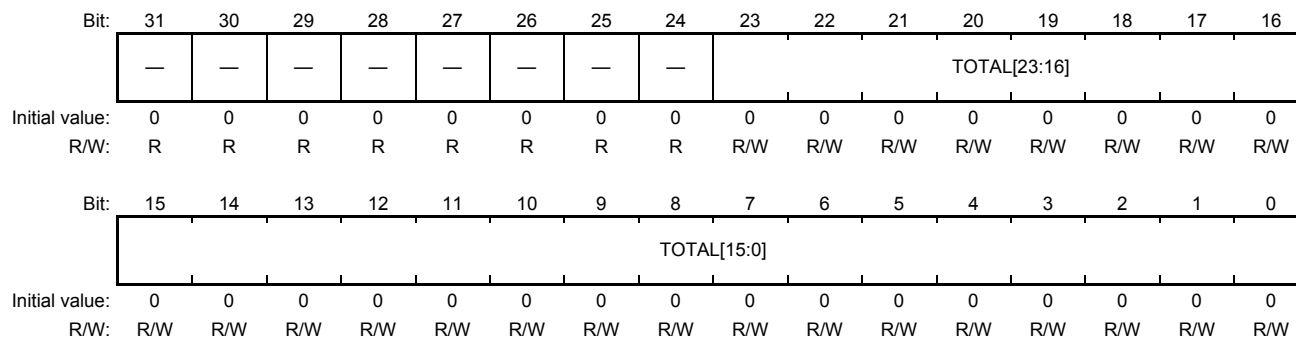 Bit: 31 30 29 28 27 26 25 24 23 22 21 20 19 18 17 16
— — — — — — — — TOTAL[23:16]
Initial value: 0 0 0 0 0 0 0 0 0 0 0 0 0 0 0 0
R/W: R R R R R R R R R/W R/W R/W R/W R/W R/W R/W R/W
Bit: 15 14 13 12 11 10 9 8 7 6 5 4 3 2 1 0
TOTAL[15:0]
Initial value: 0 0 0 0 0 0 0 0 0 0 0 0 0 0 0 0
R/W: R/W R/W R/W R/W R/W R/W R/W R/W R/W R/W R/W R/W R/W R/W R/W R/W